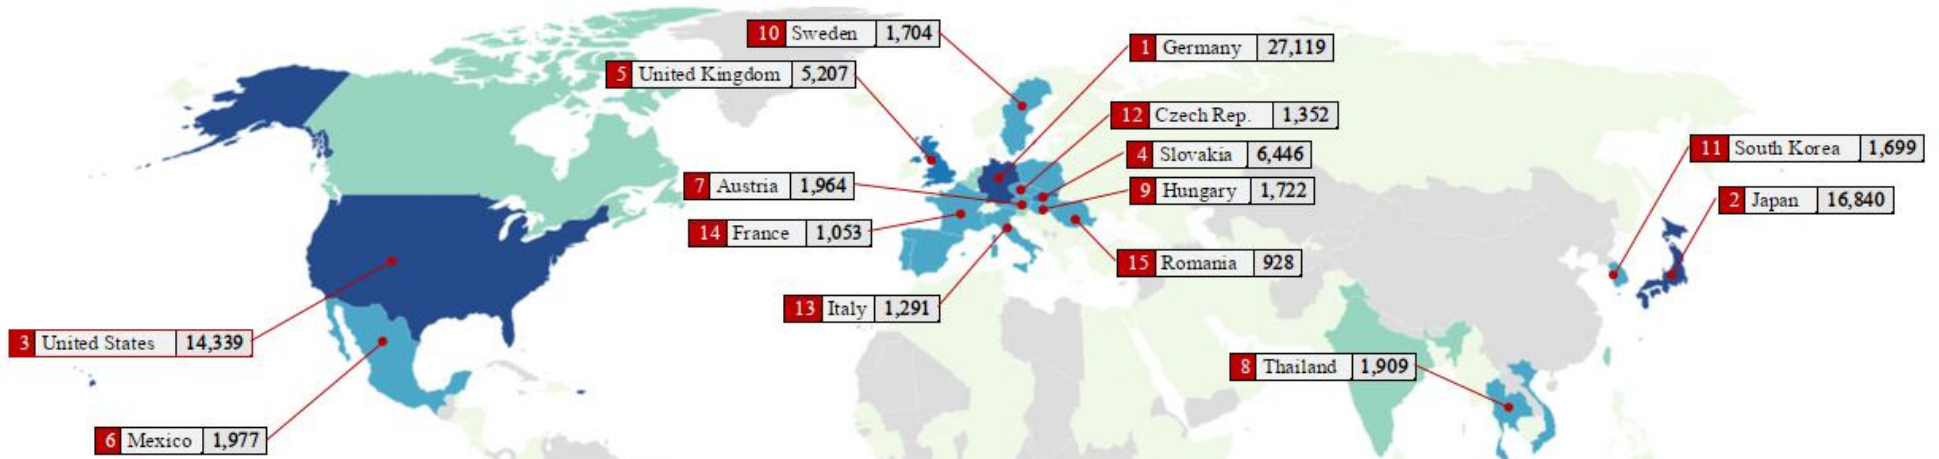 10 Sweden 1,704
1 Germany 27,119
5 United Kingdom 5,207
12 Czech Rep. 1,352
4 Slovakia 6,446
11 South Korea 1,699
7 Austria 1,964
9 Hungary 1,722
2 Japan 16,840
14 France 1,053
15 Romania 928
13 Italy 1,291
3 United States 14,339
8 Thailand 1,909
6 Mexico 1,977